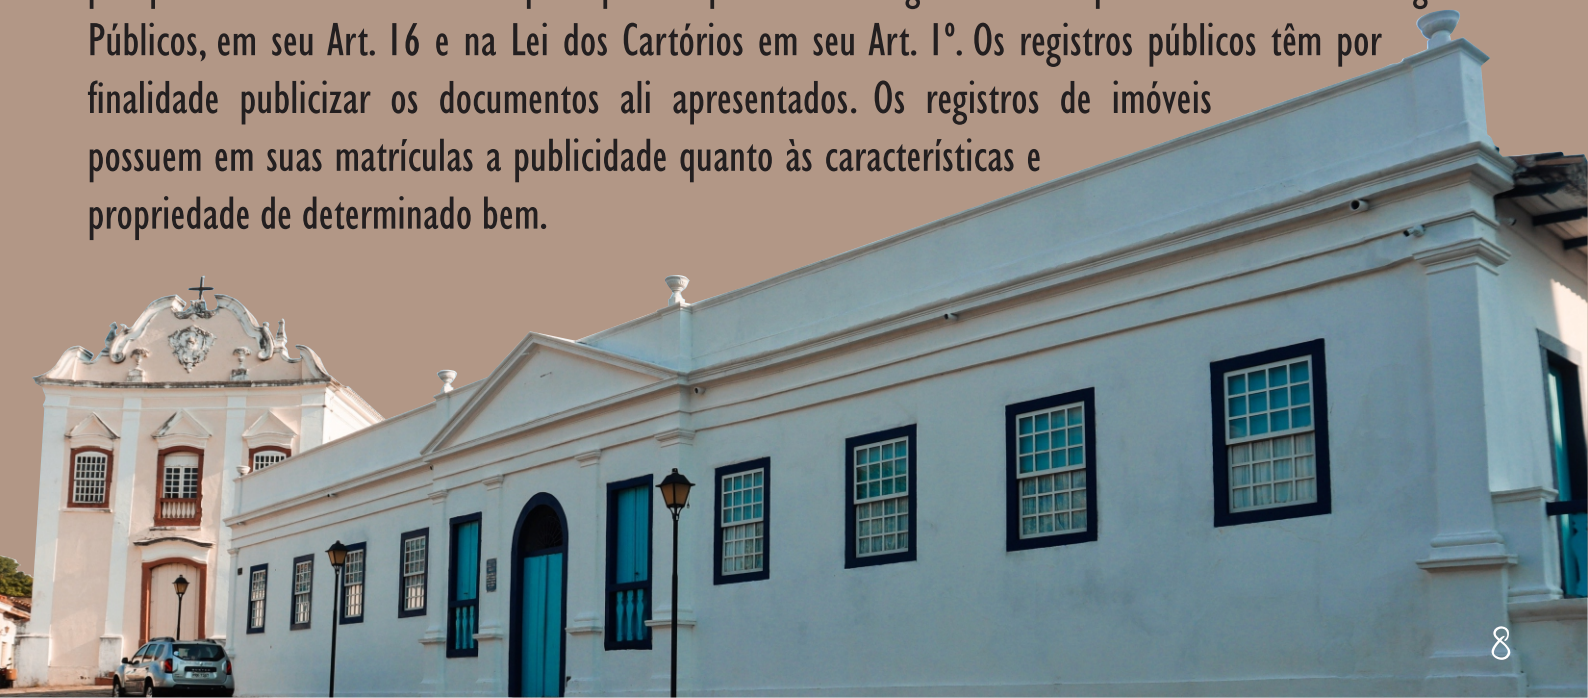 Públicos, em seu Art. 16 e na Lei dos Cartórios em seu Art. 1º. Os registros públicos têm por
finalidade publicizar os documentos ali apresentados. Os registros de imóveis
possuem em suas matrículas a publicidade quanto às características e
propriedade de determinado bem.
8